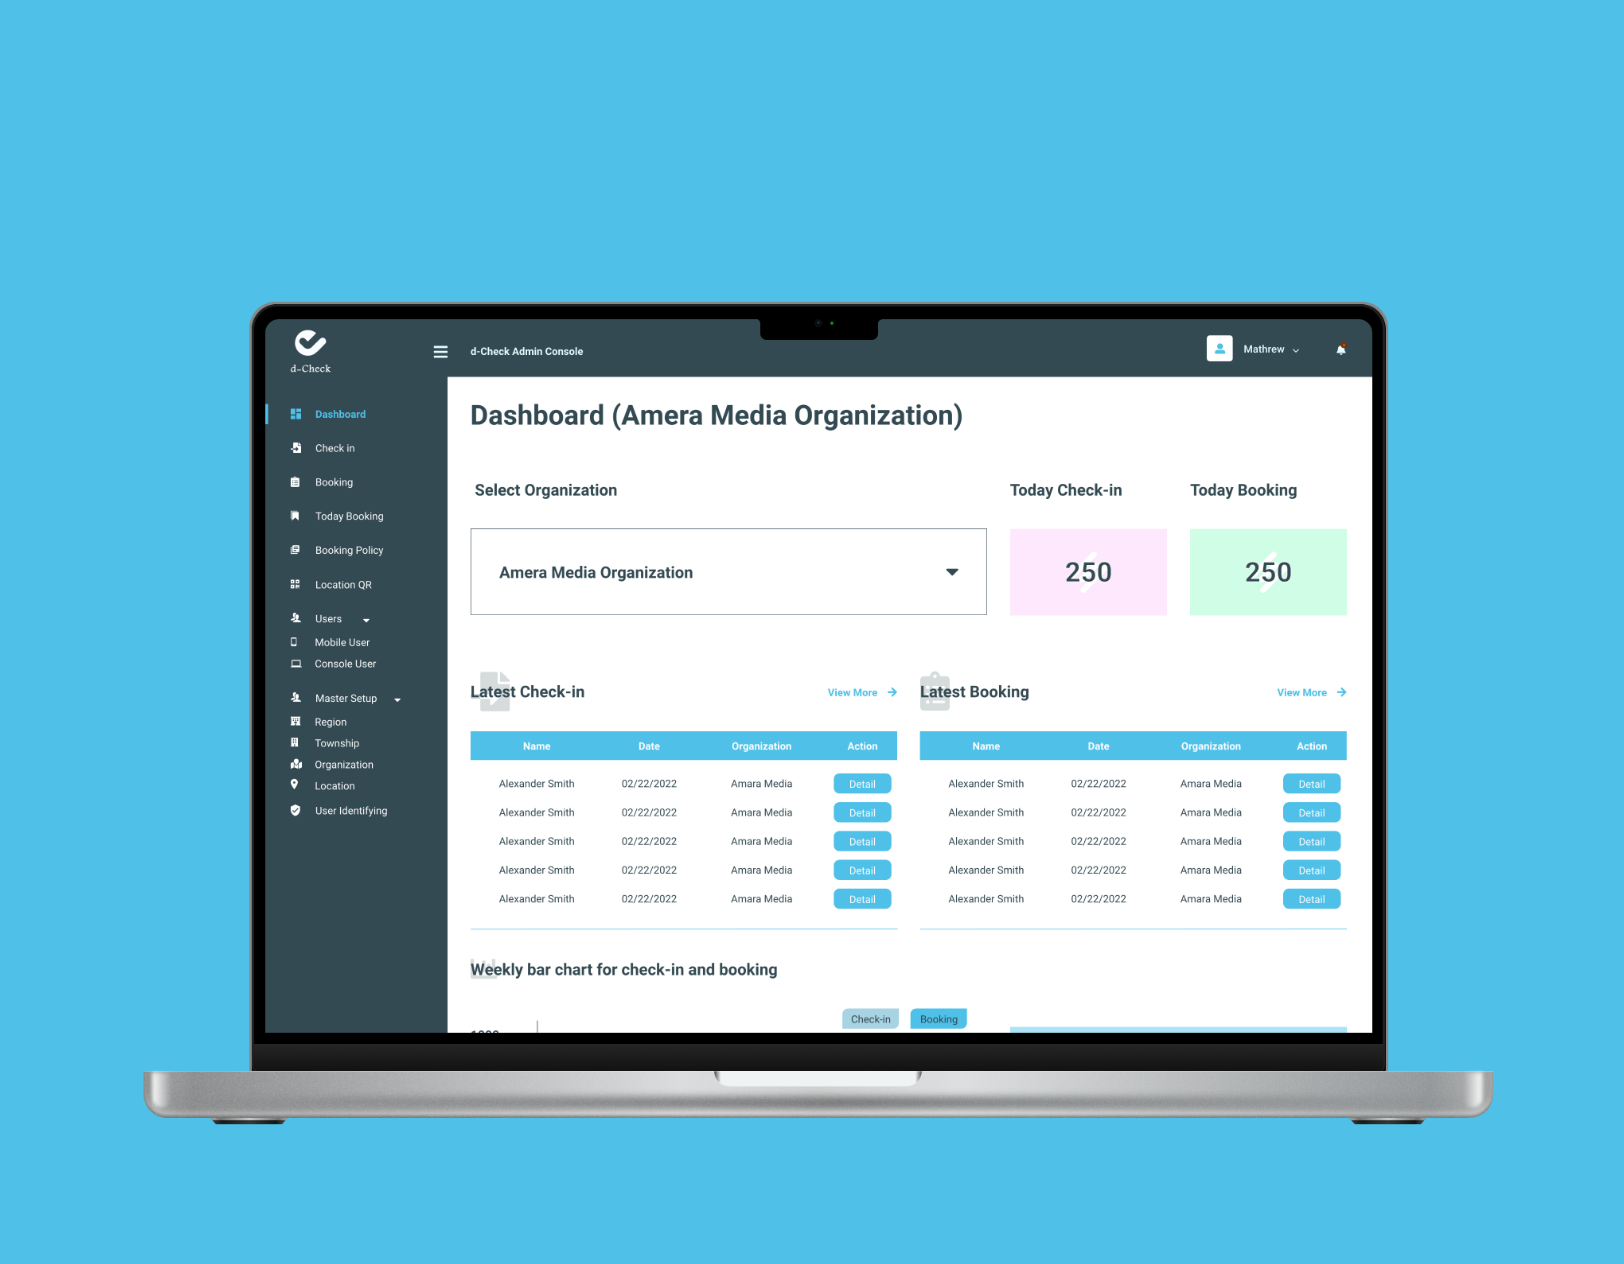 d-Check
d-Check Admin Console
Mathrew
Dashboard
Check in
Booking
Today Booking
Booking Policy
Location QR
Users
Mobile User
Console User
Master Setup
Region
Township
Organization
Location
User Identifying
Dashboard (Amera Media Organization)
Select Organization
Amera Media Organization
Today Check-in
250
Today Booking
250
Latest Check-in
View More
Name Date Organization Action
Alexander Smith 02/22/2022 Amara Media Detail
Alexander Smith 02/22/2022 Amara Media Detail
Alexander Smith 02/22/2022 Amara Media Detail
Alexander Smith 02/22/2022 Amara Media Detail
Alexander Smith 02/22/2022 Amara Media Detail
Latest Booking
View More
Name Date Organization Action
Alexander Smith 02/22/2022 Amara Media Detail
Alexander Smith 02/22/2022 Amara Media Detail
Alexander Smith 02/22/2022 Amara Media Detail
Alexander Smith 02/22/2022 Amara Media Detail
Alexander Smith 02/22/2022 Amara Media Detail
Weekly bar chart for check-in and booking
Check-in
Booking